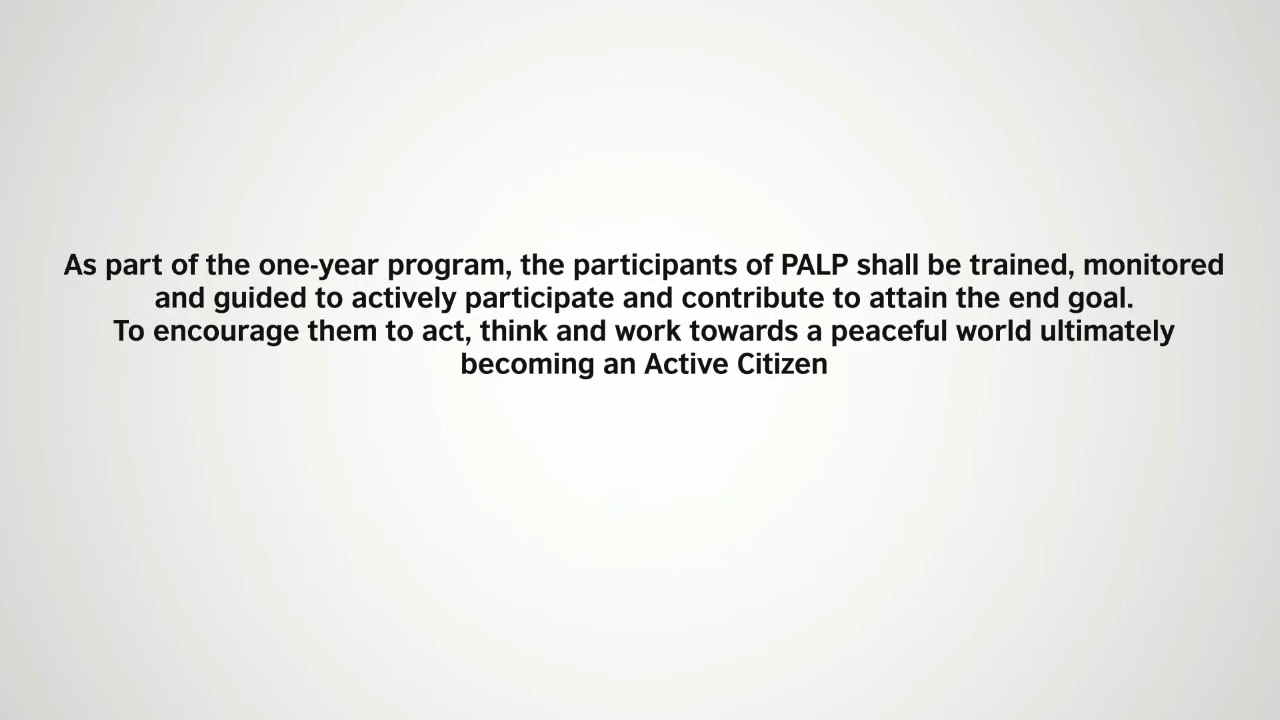 As part of the one-year program, the participants of PALP shall be trained, monitored
and guided to actively participate and contribute to attain the end goal.
To encourage them to act, think and work towards a peaceful world ultimately
becoming an Active Citizen